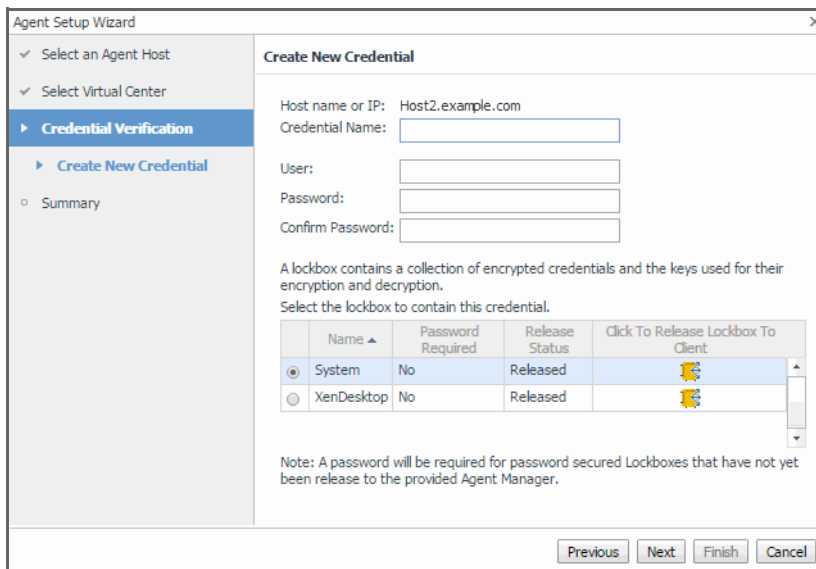 Agent Setup Wizard
Select an Agent Host
Select Virtual Center
Credential Verification
Create New Credential
Summary
Create New Credential
Host name or IP: Host2.example.com
Credential Name:
User:
Password:
Confirm Password:
A lockbox contains a collection of encrypted credentials and the keys used for their
encryption and decryption.
Select the lockbox to contain this credential.
Name Password Required Release Status Click To Release Lockbox To Client
System No Released
XenDesktop No Released
Note: A password will be required for password secured Lockboxes that have not yet
been release to the provided Agent Manager.
Previous Next Finish Cancel